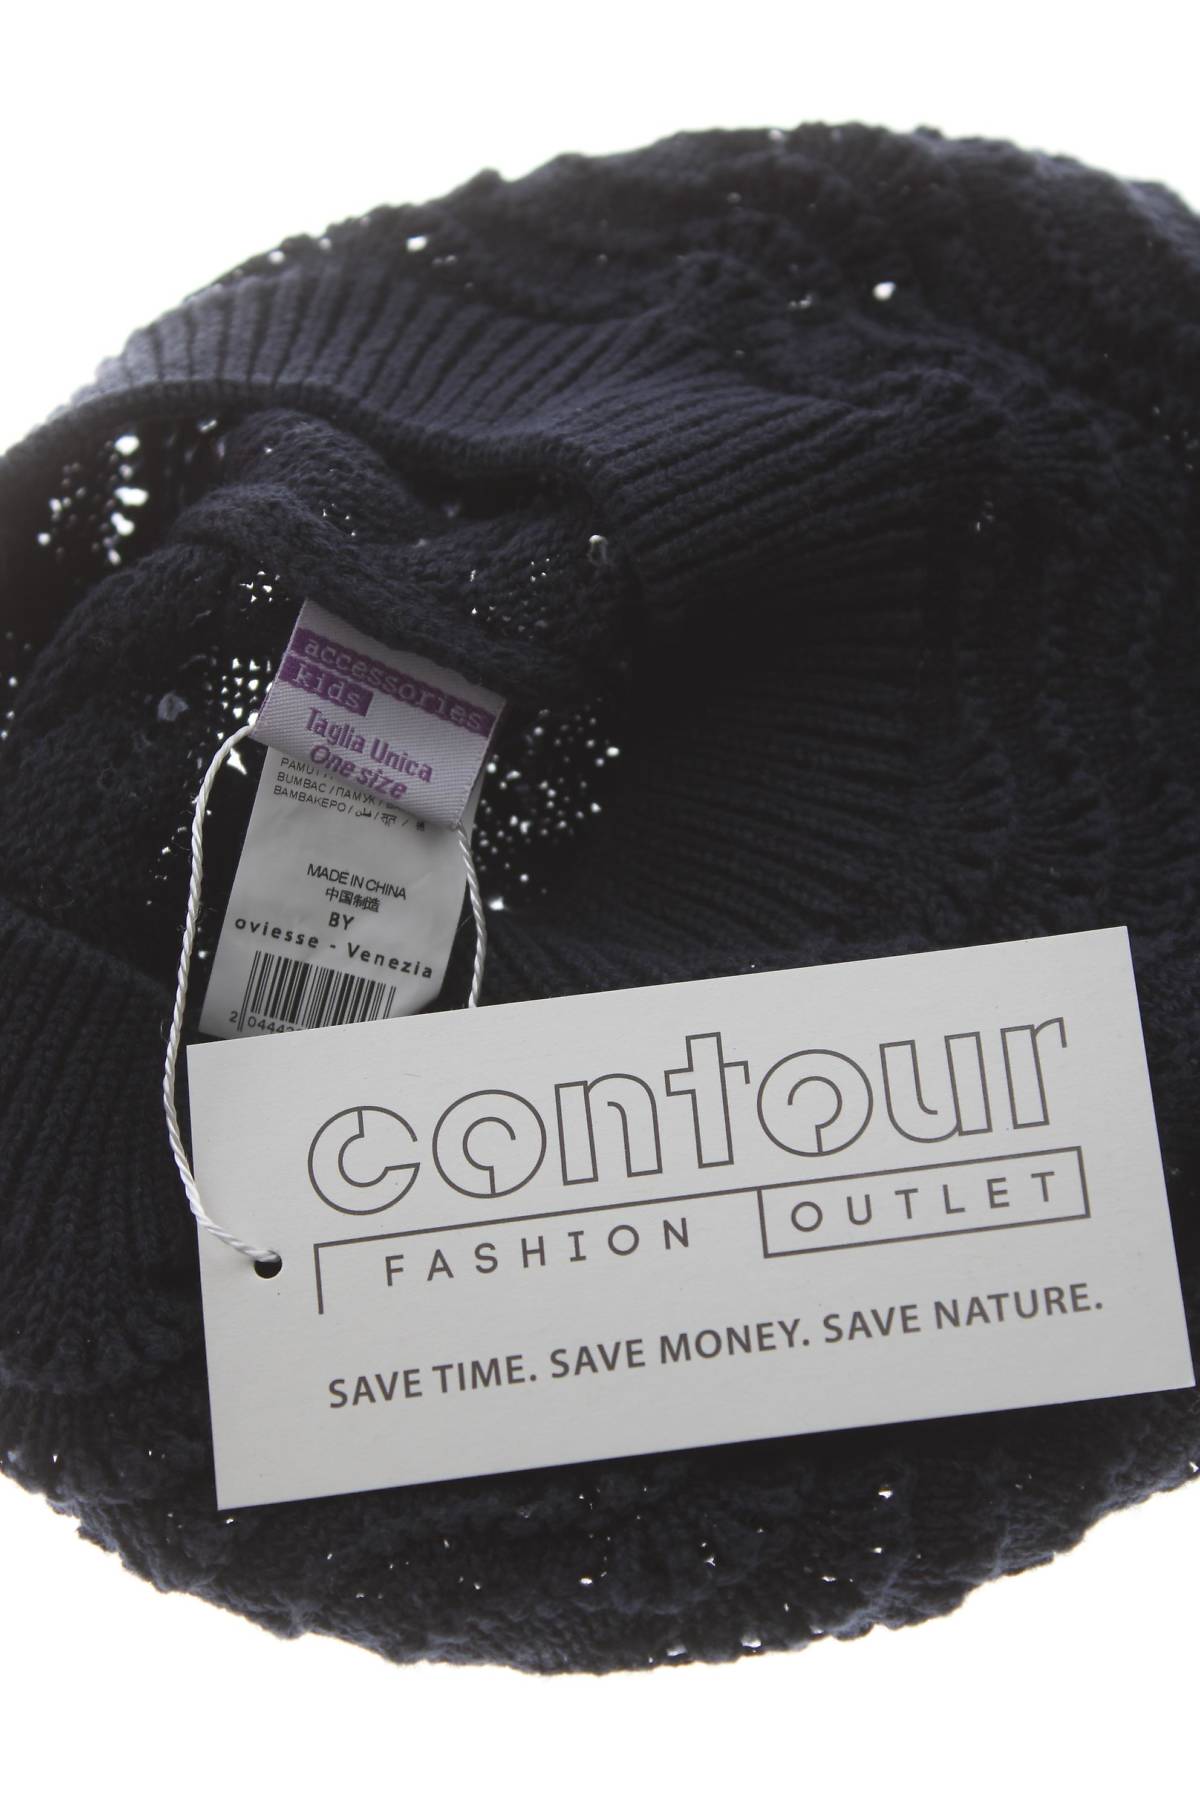 accessories
kids
Taglia Unica
One size
BUMBAC / ПАМУК /
BAMBAKEPO /
MADE IN CHINA
中国制造
BY
oviesse - Venezia
contour
FASHION OUTLET
SAVE TIME. SAVE MONEY. SAVE NATURE.